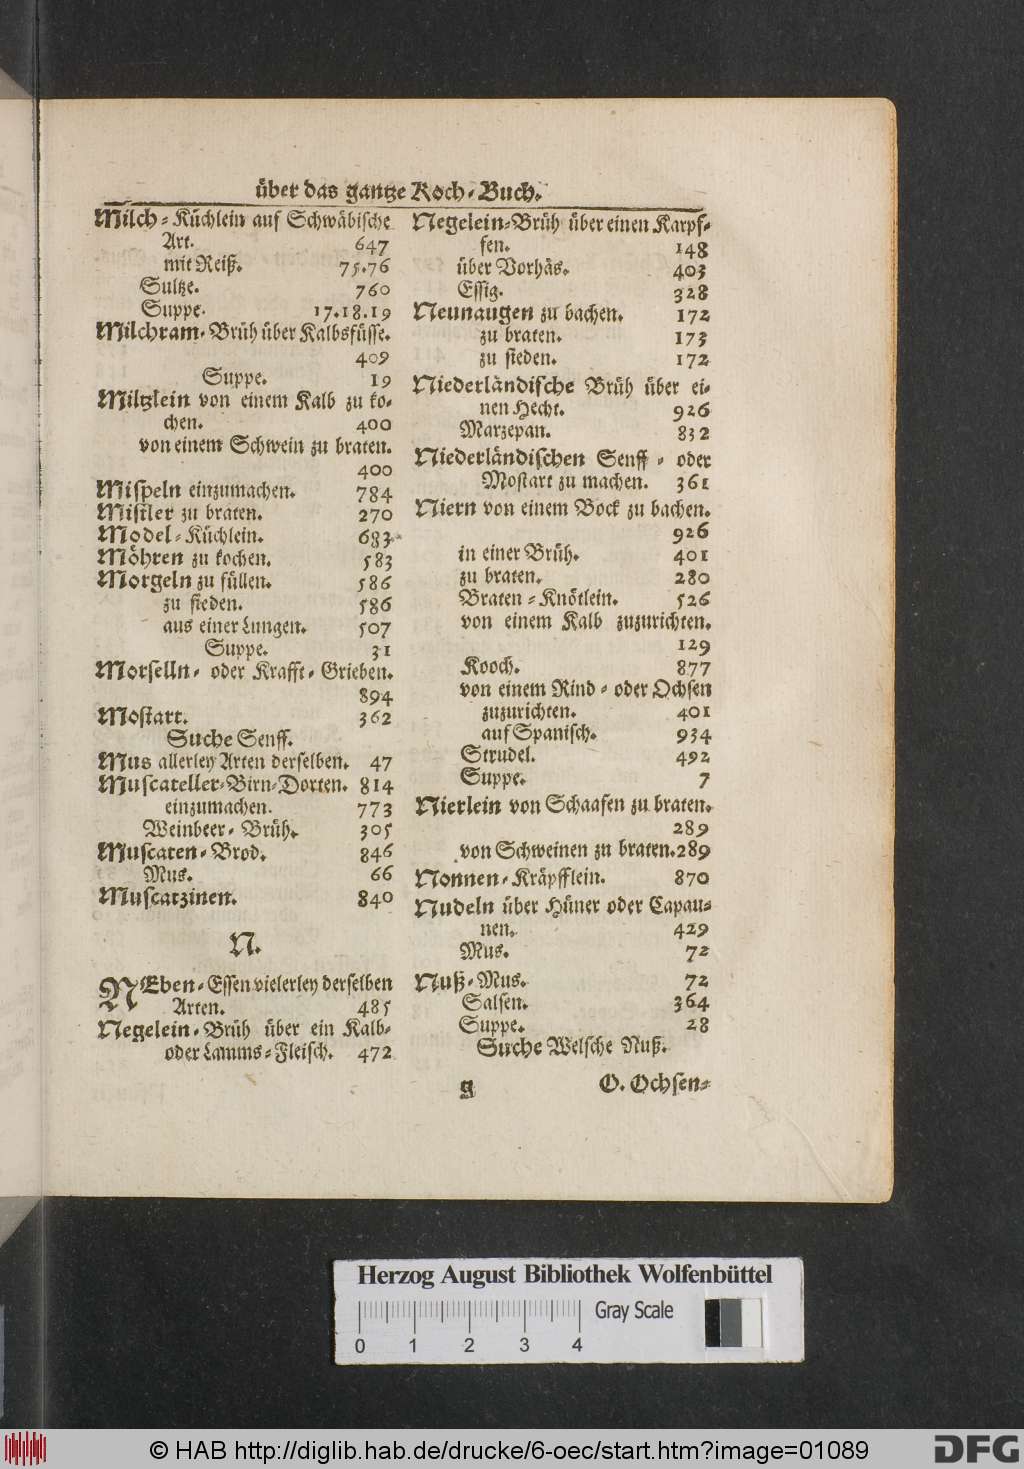 über das gantze Koch-Buch.
Milch-Küchlein auf Schwäbische
Art. 647
mit Reiß. 75.76
Sultze. 760
Suppe. 17.18.19
Milchram-Brüh über Kalbsfüsse.
409
Suppe. 19
Miltzlein von einem Kalb zu ko-
chen. 400
von einem Schwein zu braten.
400
Mispeln einzumachen. 784
Mistler zu braten. 270
Model-Küchlein. 683
Möhren zu kochen. 583
Morgeln zu füllen. 586
zu sieden. 586
aus einer Lungen. 507
Suppe. 31
Morselln- oder Krafft-Grieben.
894
Mostart. 362
Suche Senff.
Mus allerley Arten derselben. 47
Muscateller-Birn-Dorten. 814
einzumachen. 773
Weinbeer-Brüh. 305
Muscaten-Brod. 846
Mus. 66
Muscatzinen. 840
N.
NEben-Essen vielerley derselben
Arten. 485
Negelein-Brüh über ein Kalb-
oder Lamms-Fleisch. 472
Negelein-Brüh über einen Karpf-
fen. 148
über Vorhäs. 403
Essig. 328
Neunaugen zu bachen. 172
zu braten. 173
zu sieden. 172
Niederländische Brüh über ei-
nen Hecht. 926
Marzepan. 832
Niederländischen Senff- oder
Mostart zu machen. 361
Niern von einem Bock zu bachen.
926
in einer Brüh. 401
zu braten. 280
Braten-Knötlein. 526
von einem Kalb zuzurichten.
129
Kooch. 877
von einem Rind- oder Ochsen
zuzurichten. 401
auf Spanisch. 934
Strudel. 492
Suppe. 7
Nierlein von Schaafen zu braten.
289
von Schweinen zu braten. 289
Nonnen-Kräpfflein. 870
Nudeln über Hüner oder Capau-
nen. 429
Mus. 72
Nuß-Mus. 72
Salsen. 364
Suppe. 28
Suche Welsche Nuß.
g O. Ochsen-
Herzog August Bibliothek Wolfenbüttel
Gray Scale
0 1 2 3 4
© HAB http://diglib.hab.de/drucke/6-oec/start.htm?image=01089
DFG